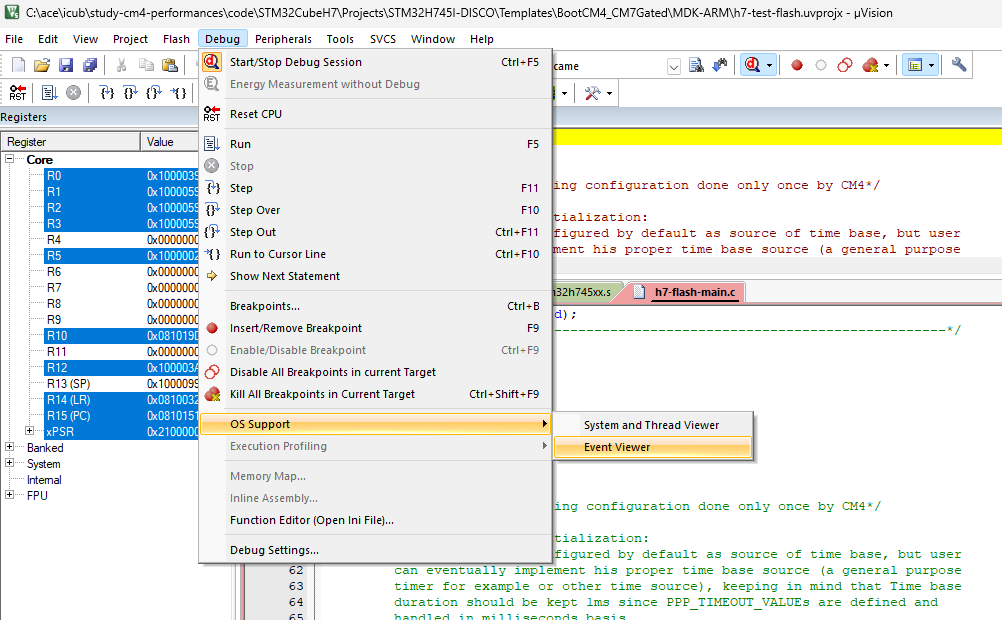 C:\ace\icub\study-cm4-performances\code\STM32CubeH7\Projects\STM32H745I-DISCO\Templates\BootCM4_CM7Gated\MDK-ARM\h7-test-flash.uvprojx - µVision
File Edit View Project Flash Debug Peripherals Tools SVCS Window Help
Start/Stop Debug Session Ctrl+F5
came
Energy Measurement without Debug
RST
RST Reset CPU
Registers
Register Value
Run F5
Core
Stop
R0 0x1000039
ing configuration done only once by CM4*/
R1 0x1000059
Step F11
R2 0x1000059
Step Over F10
tialization:
R3 0x1000059
Step Out Ctrl+F11
figured by default as source of time base, but user
R4 0x0000000
Run to Cursor Line Ctrl+F10
ment his proper time base source (a general purpose
R5 0x1000002
R6 0x0000000
Show Next Statement
R7 0x0000000
R8 0x0000000
Breakpoints... Ctrl+B
m32h745xx.s h7-flash-main.c
R9 0x0000000
Insert/Remove Breakpoint F9
d);
R10 0x081019D
----------------------------------------------*/
R11 0x0000000
Enable/Disable Breakpoint Ctrl+F9
R12 0x100003A
Disable All Breakpoints in current Target
R13 (SP) 0x1000099
Kill All Breakpoints in Current Target Ctrl+Shift+F9
R14 (LR) 0x0810032
R15 (PC) 0x0810151
OS Support
System and Thread Viewer
xPSR 0x2100000
Execution Profiling
Event Viewer
Banked
System
Memory Map...
Internal
Inline Assembly...
FPU
ing configuration done only once by CM4*/
Function Editor (Open Ini File)...
tialization:
Debug Settings...
figured by default as source of time base, but user
62 can eventually implement his proper time base source (a general purpose
63 timer for example or other time source), keeping in mind that Time base
64 duration should be kept 1ms since PPP_TIMEOUT_VALUEs are defined and
65 handled in milliseconds basis